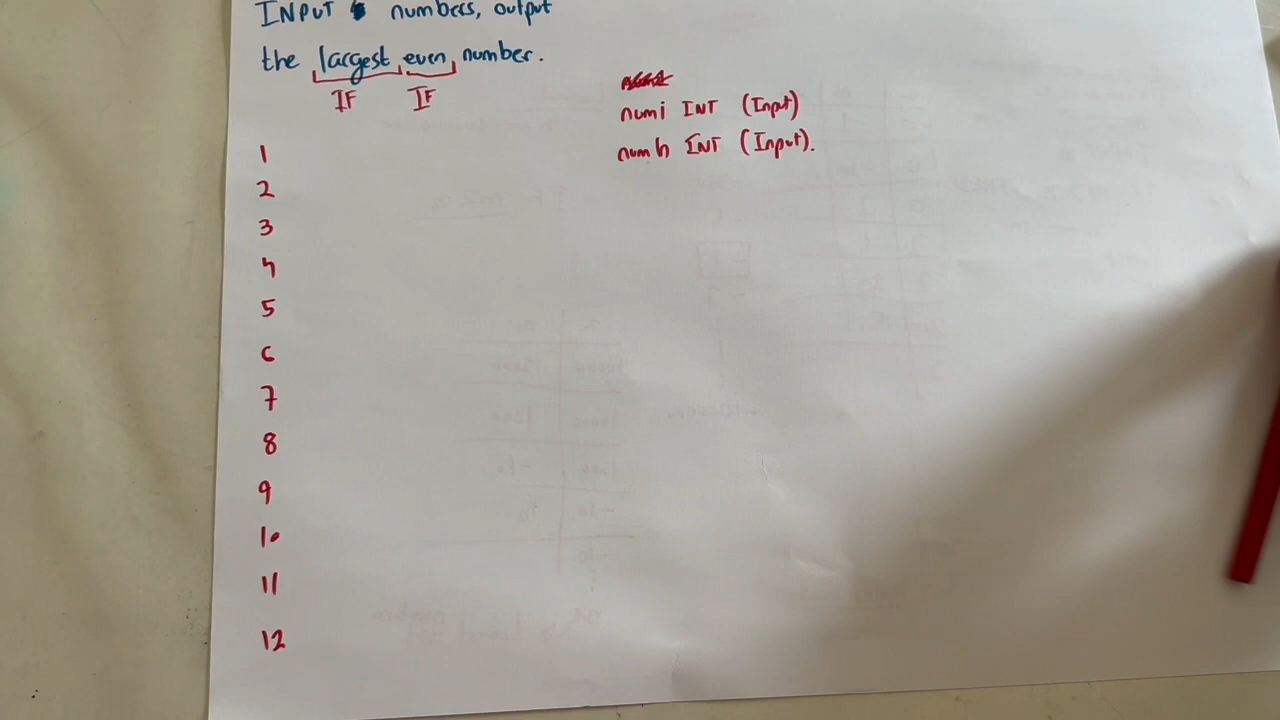 INPUT numbers, output
the largest even number.
IF IF
numi INT (Input)
numh INT (Input).
1
2
3
4
5
6
7
8
9
10
11
12